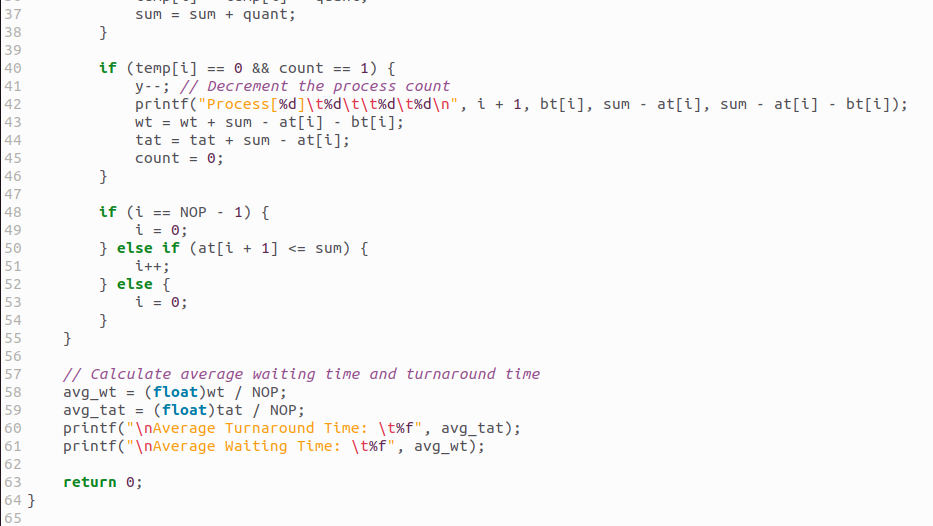 37 sum = sum + quant;
38 }
39
40 if (temp[i] == 0 && count == 1) {
41 y--; // Decrement the process count
42 printf("Process[%d]\t%d\t\t%d\t%d\n", i + 1, bt[i], sum - at[i], sum - at[i] - bt[i]);
43 wt = wt + sum - at[i] - bt[i];
44 tat = tat + sum - at[i];
45 count = 0;
46 }
47
48 if (i == NOP - 1) {
49 i = 0;
50 } else if (at[i + 1] <= sum) {
51 i++;
52 } else {
53 i = 0;
54 }
55 }
56
57 // Calculate average waiting time and turnaround time
58 avg_wt = (float)wt / NOP;
59 avg_tat = (float)tat / NOP;
60 printf("\nAverage Turnaround Time: \t%f", avg_tat);
61 printf("\nAverage Waiting Time: \t%f", avg_wt);
62
63 return 0;
64 }
65